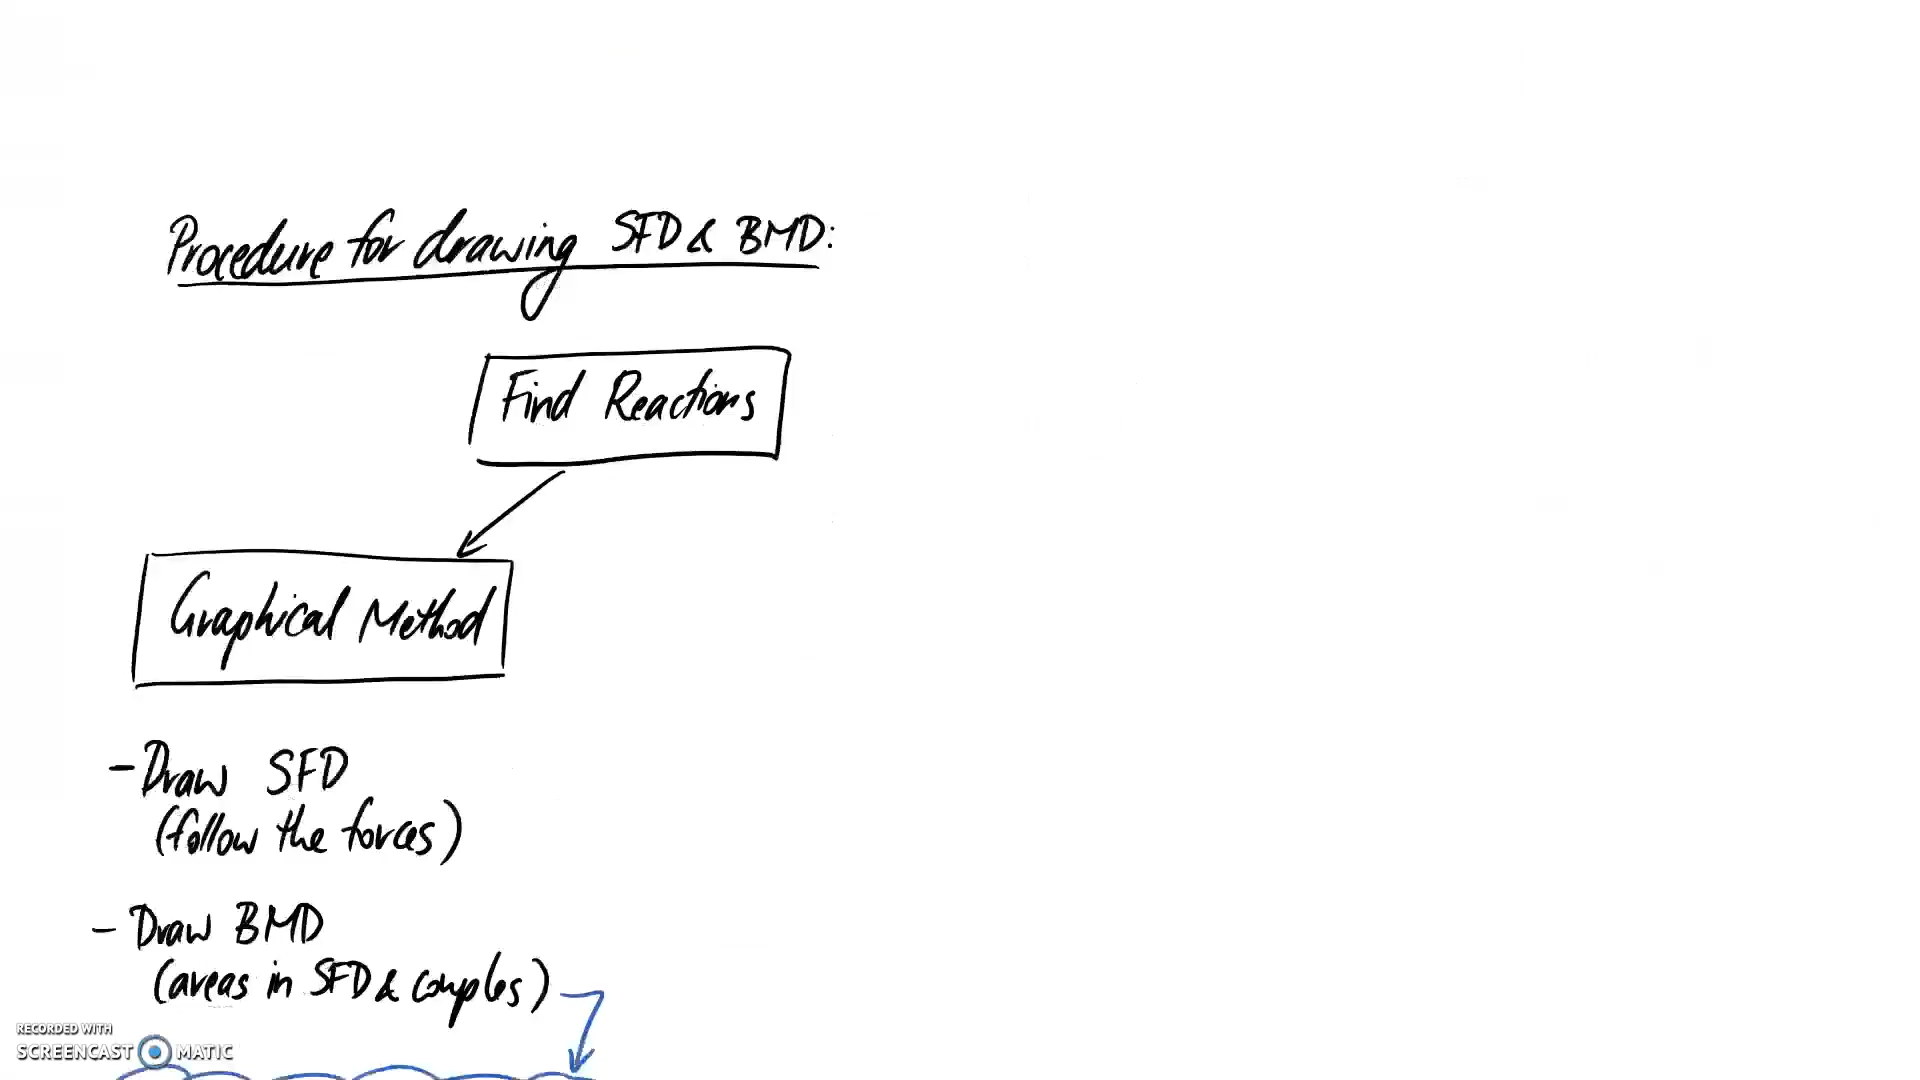 Procedure for drawing SFD & BMD:
Find Reactions
Graphical Method
- Draw SFD
(follow the forces)
- Draw BMD
(areas in SFD & couples)
RECORDED WITH
SCREENCAST MATIC